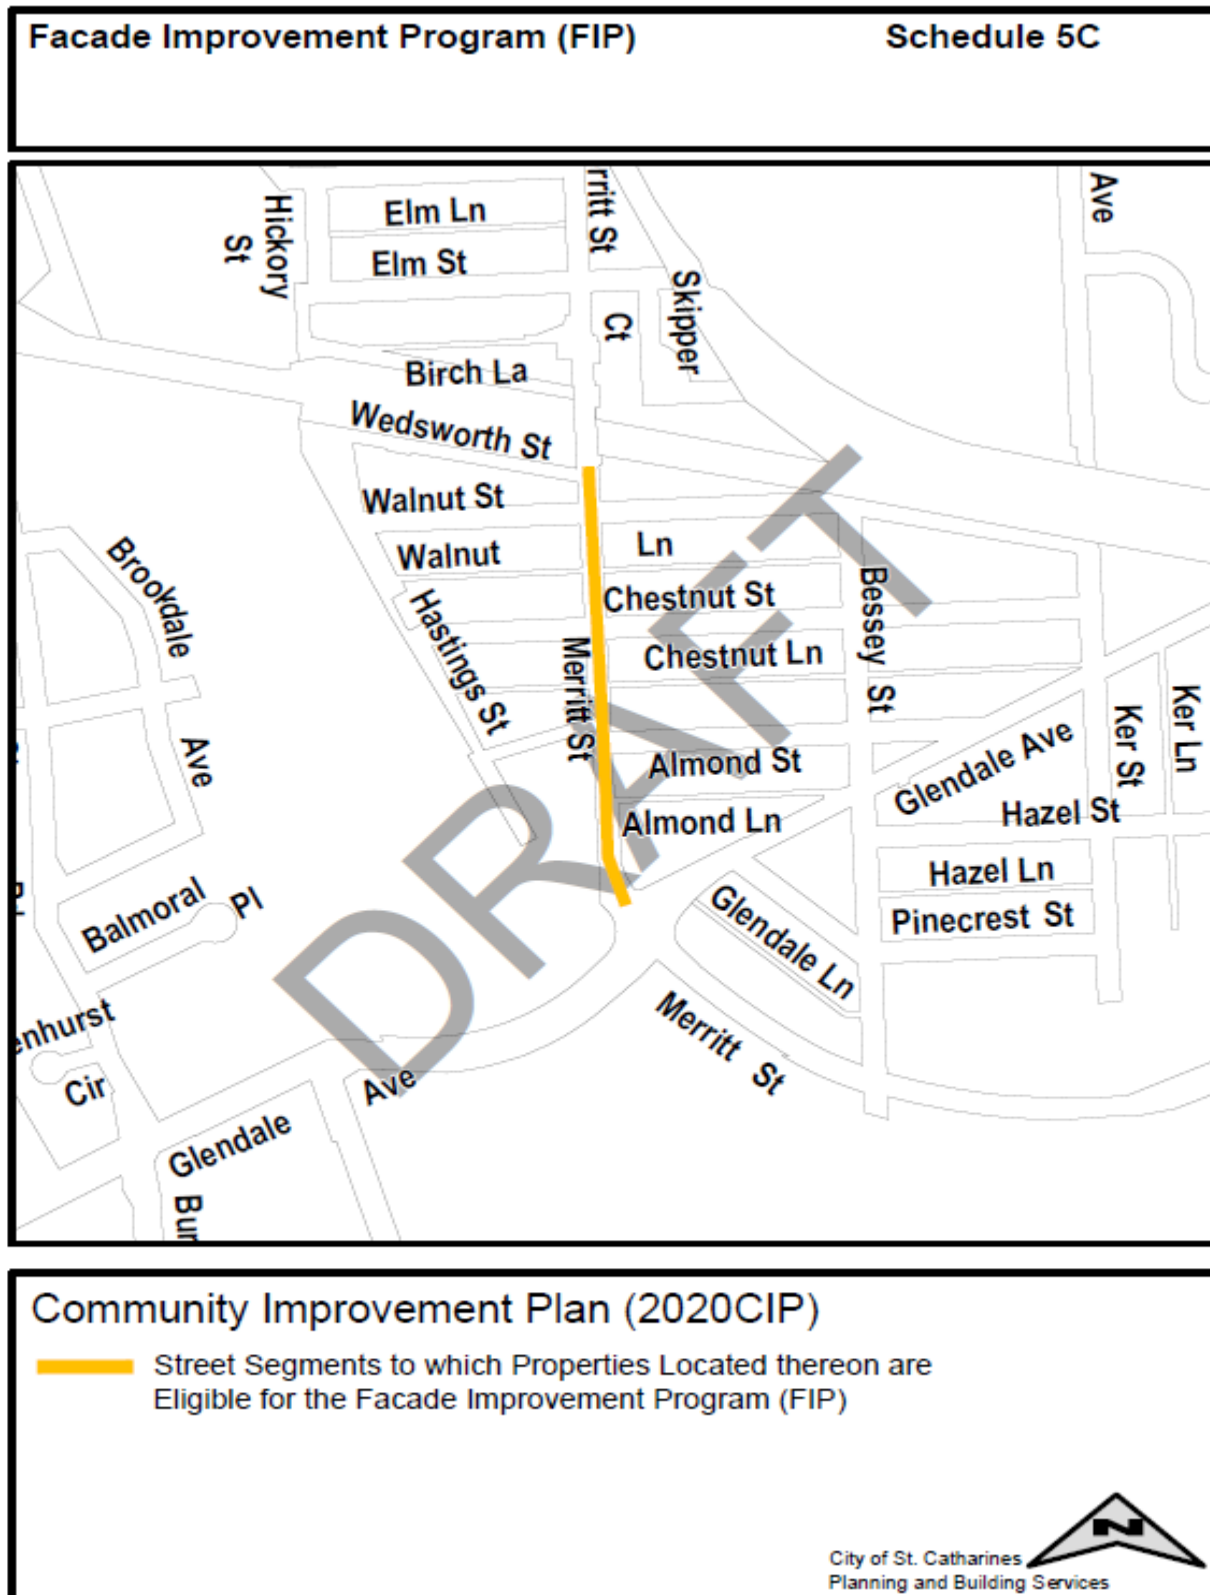 Facade Improvement Program (FIP) Schedule 5C
Hickory
St
Elm Ln
Elm St
rritt St
Ct
Skipper
Ave
Birch La
Wedsworth St
Walnut St
Walnut Ln
Chestnut St
Chestnut Ln
Brookdale
Ave
Hastings St
Merritt St
Bessey St
Almond St
Almond Ln
Glendale Ave
Ker St
Ker Ln
Hazel St
Hazel Ln
Pinecrest St
Glendale Ln
Merritt St
Balmoral Pl
enhurst
Cir
Glendale Ave
Bur
DRAFT
Community Improvement Plan (2020CIP)
Street Segments to which Properties Located thereon are
Eligible for the Facade Improvement Program (FIP)
N
City of St. Catharines
Planning and Building Services